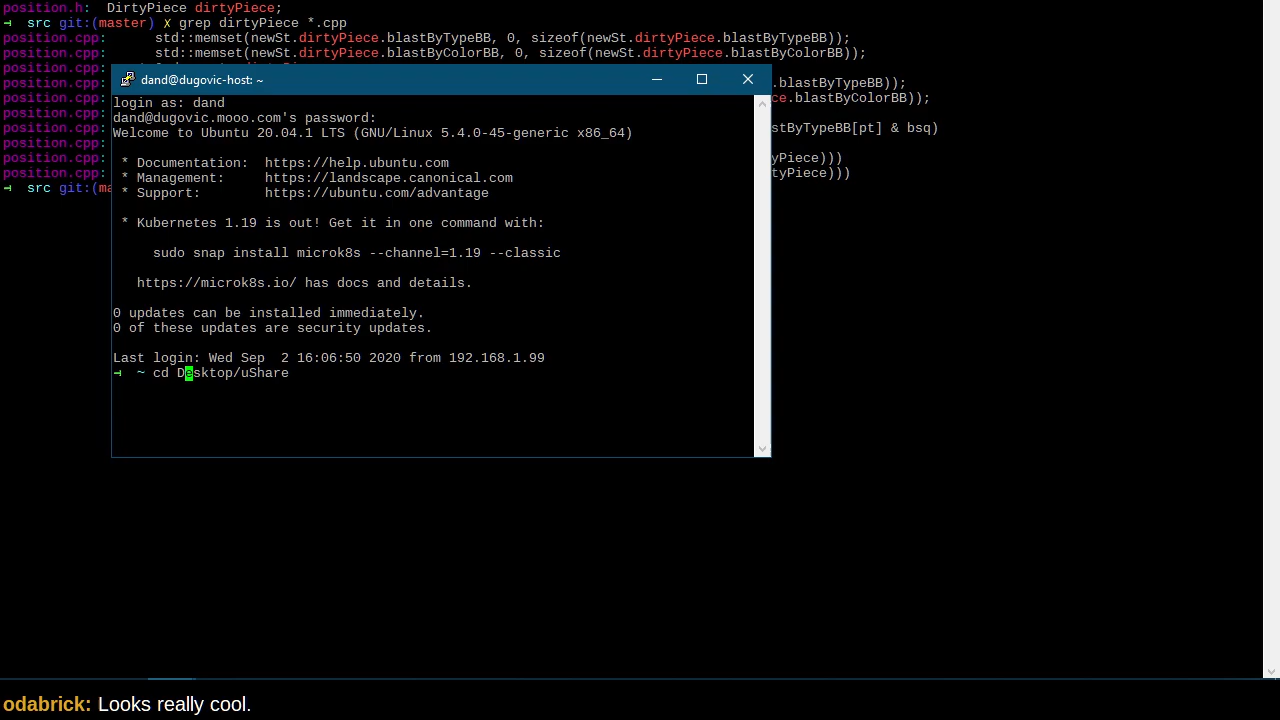 position.h:  DirtyPiece dirtyPiece;
→  src git:(master) ✗ grep dirtyPiece *.cpp
position.cpp:      std::memset(newSt.dirtyPiece.blastByTypeBB, 0, sizeof(newSt.dirtyPiece.blastByTypeBB));
position.cpp:      std::memset(newSt.dirtyPiece.blastByColorBB, 0, sizeof(newSt.dirtyPiece.blastByColorBB));
position.cpp:
position.cpp: .blastByTypeBB));
position.cpp: ce.blastByColorBB));
position.cpp:
position.cpp: stByTypeBB[pt] & bsq)
position.cpp:
position.cpp: yPiece)))
position.cpp: tyPiece)))
→  src git:(ma
dand@dugovic-host: ~
login as: dand
dand@dugovic.mooo.com's password:
Welcome to Ubuntu 20.04.1 LTS (GNU/Linux 5.4.0-45-generic x86_64)
 * Documentation:  https://help.ubuntu.com
 * Management:     https://landscape.canonical.com
 * Support:        https://ubuntu.com/advantage
 * Kubernetes 1.19 is out! Get it in one command with:
     sudo snap install microk8s --channel=1.19 --classic
   https://microk8s.io/ has docs and details.
0 updates can be installed immediately.
0 of these updates are security updates.
Last login: Wed Sep  2 16:06:50 2020 from 192.168.1.99
→  ~ cd Desktop/uShare
odabrick: Looks really cool.